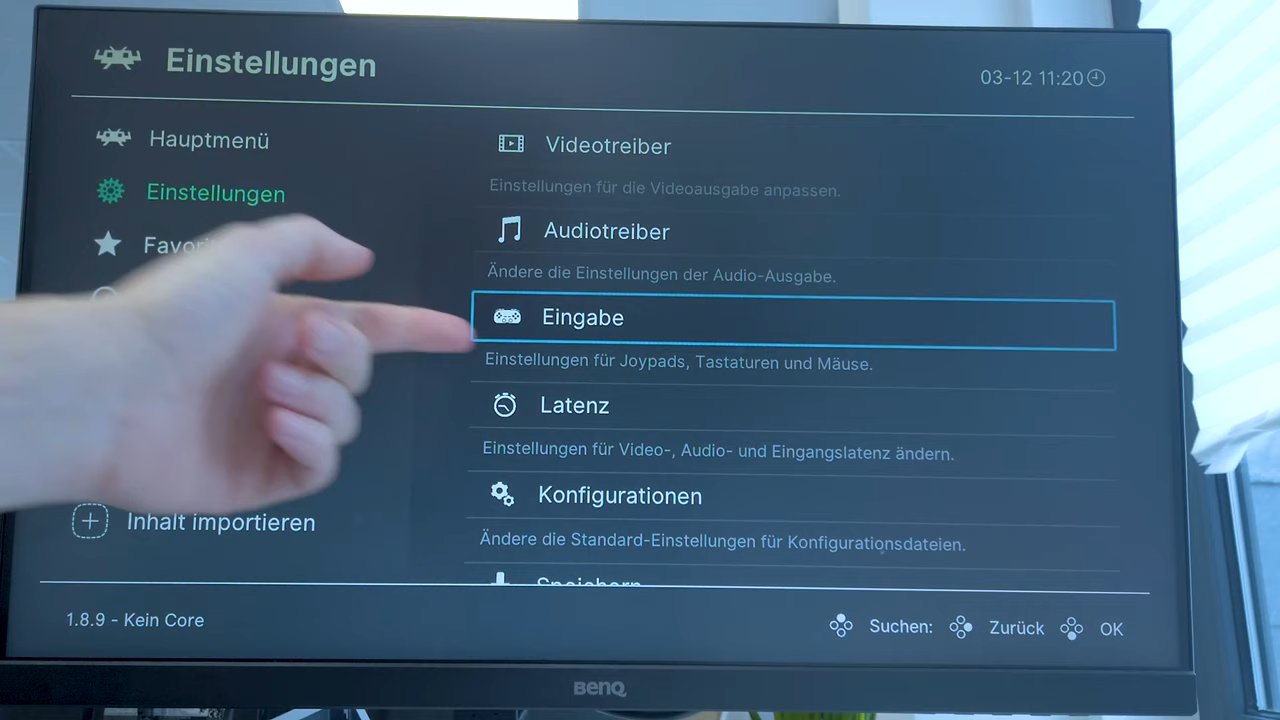 Einstellungen
03-12 11:20
Hauptmenü
Einstellungen
Inhalt importieren
Videotreiber
Einstellungen für die Videoausgabe anpassen.
Audiotreiber
Ändere die Einstellungen der Audio-Ausgabe.
Eingabe
Einstellungen für Joypads, Tastaturen und Mäuse.
Latenz
Einstellungen für Video-, Audio- und Eingangslatenz ändern.
Konfigurationen
Ändere die Standard-Einstellungen für Konfigurationsdateien.
Speichern
1.8.9 - Kein Core
Suchen: Zurück OK
BenQ